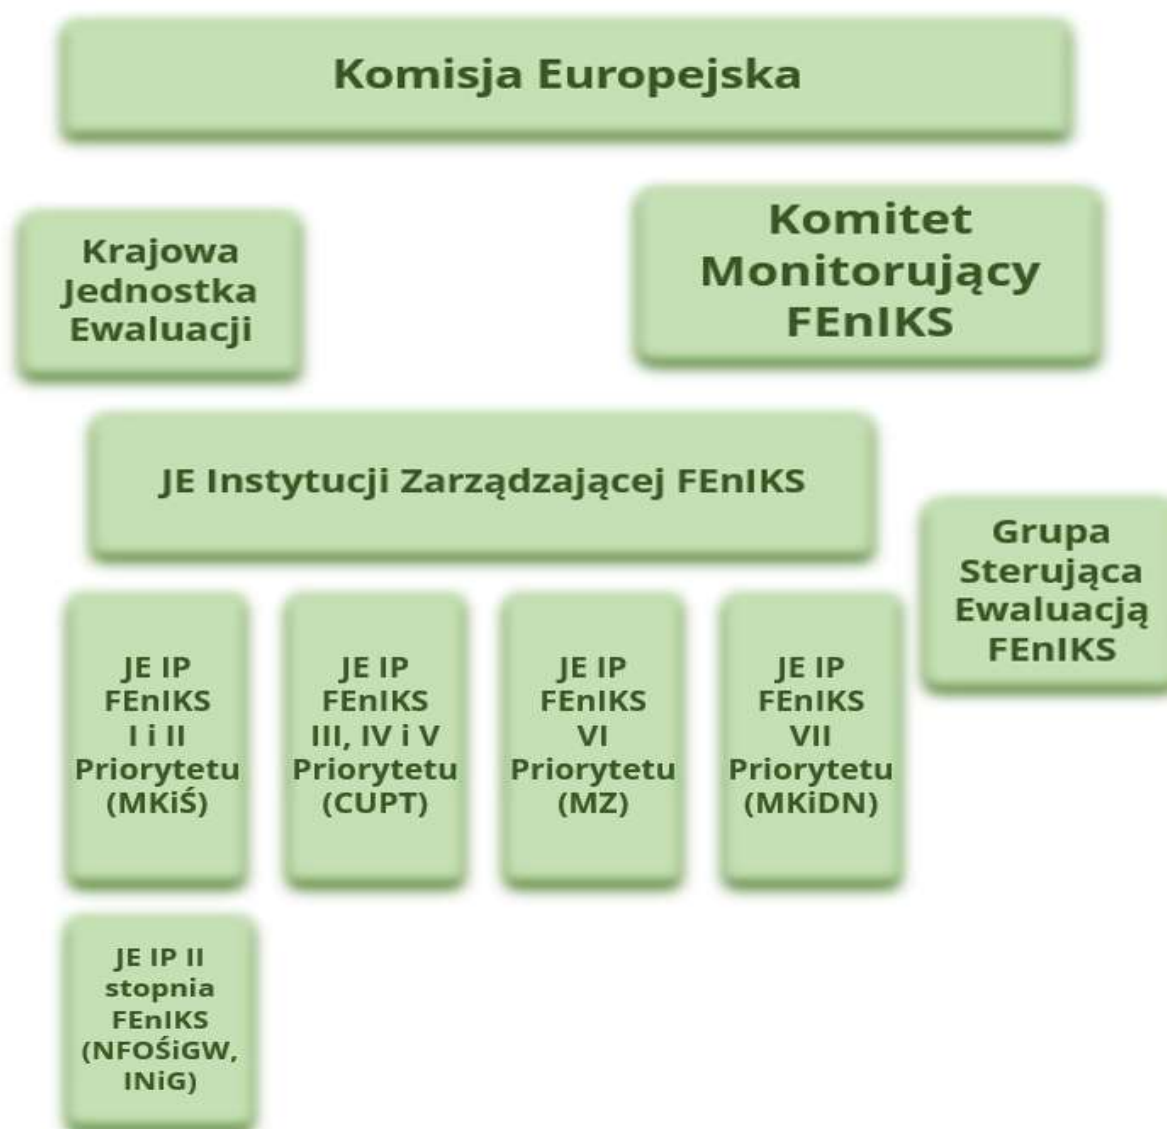 Komisja Europejska
Krajowa
Jednostka
Ewaluacji
Komitet
Monitorujący
FEnIKS
JE Instytucji Zarządzającej FEnIKS
Grupa
Sterująca
Ewaluacją
FEnIKS
JE IP
FEnIKS
I i II
Priorytetu
(MKiŚ)
JE IP
FEnIKS
III, IV i V
Priorytetu
(CUPT)
JE IP
FEnIKS
VI
Priorytetu
(MZ)
JE IP
FEnIKS
VII
Priorytetu
(MKiDN)
JE IP II
stopnia
FEnIKS
(NFOŚiGW,
INiG)